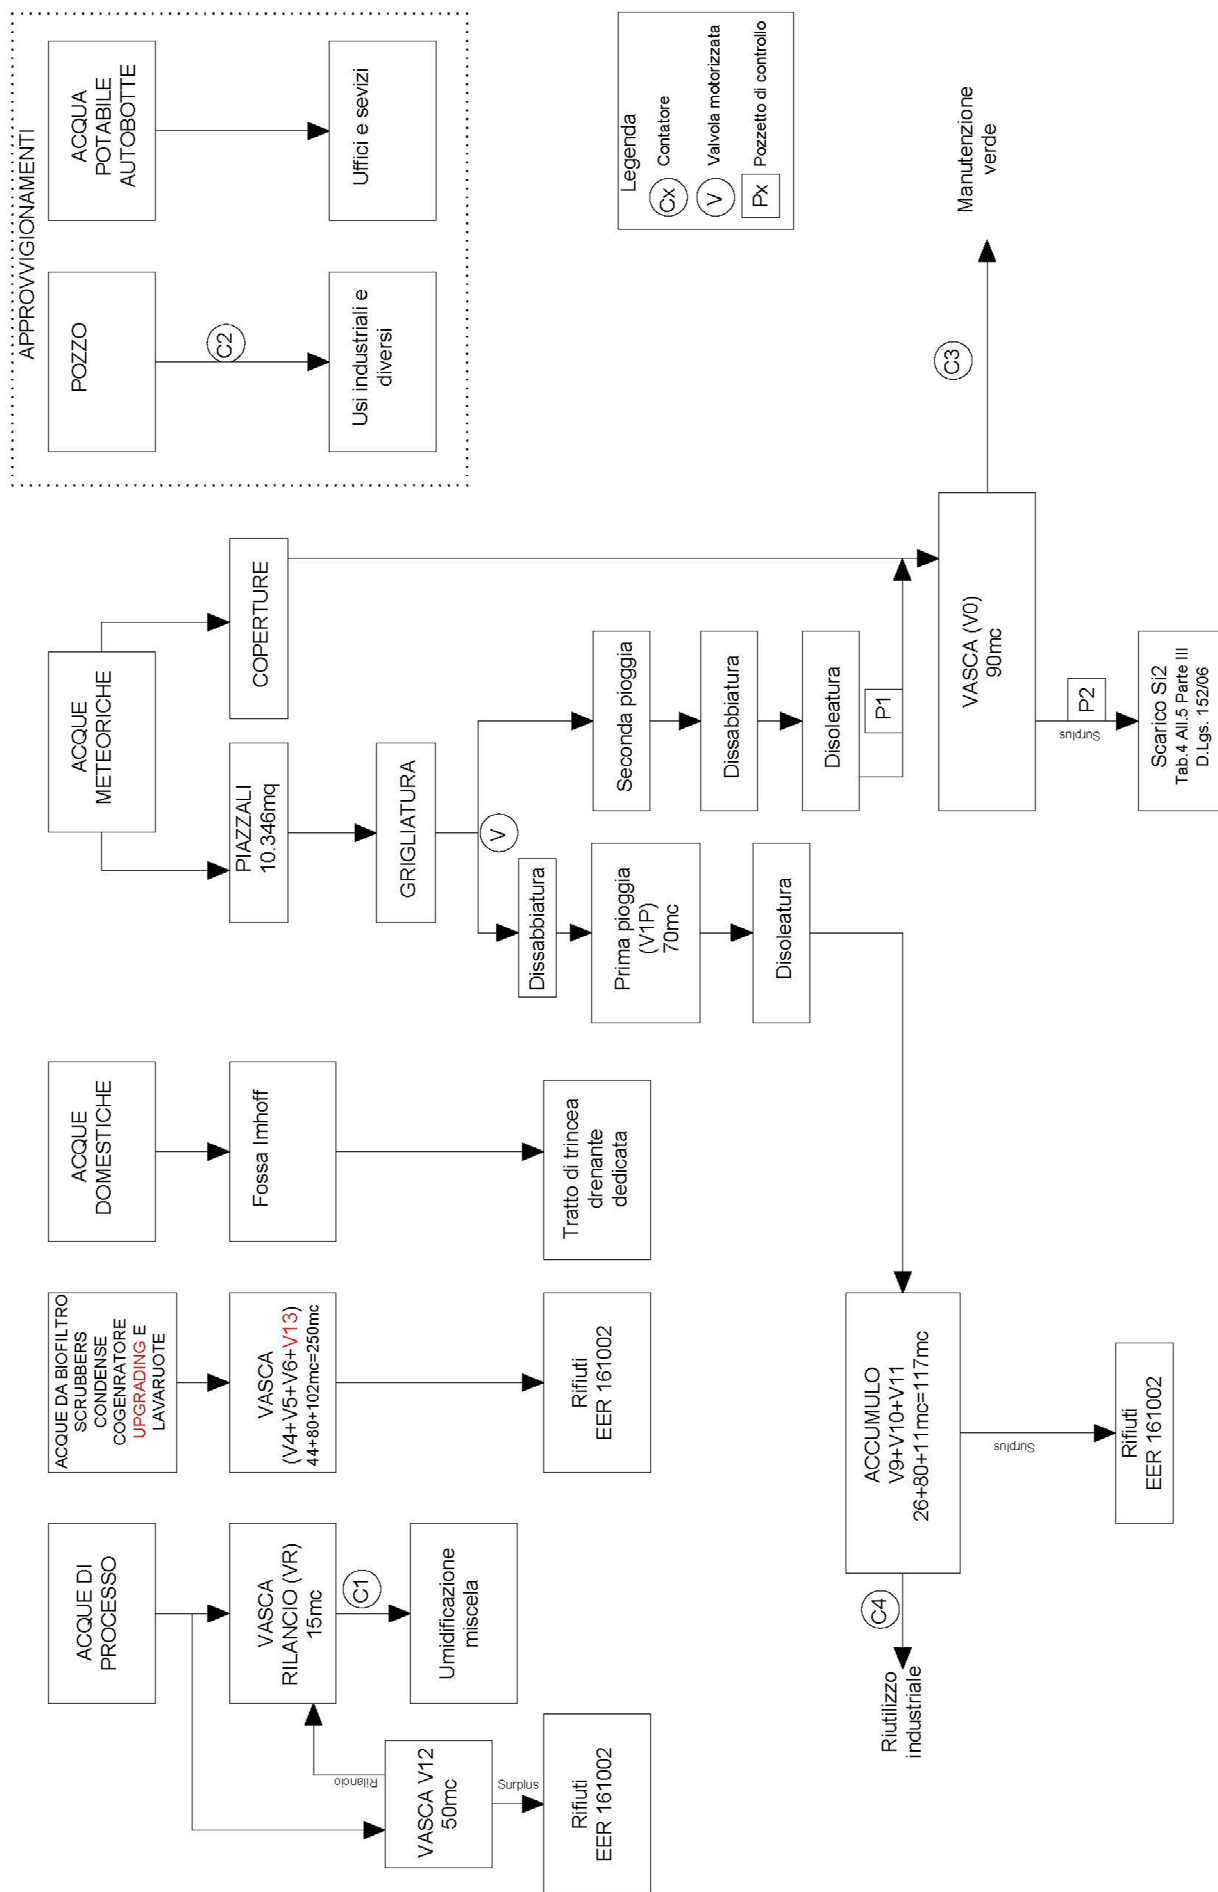 ACQUE DI
PROCESSO
VASCA
RILANCIO (VR)
15mc
C1
Umidificazione
miscela
Rilancio
VASCA V12
50mc
Surplus
Rifiuti
EER 161002
ACQUE DA BIOFILTRO
SCRUBBERS
CONDENSE
COGENRATORE
UPGRADING E
LAVARUOTE
VASCA
(V4+V5+V6+V13)
44+80+102mc=250mc
Rifiuti
EER 161002
ACQUE
DOMESTICHE
Fossa Imhoff
Tratto di trincea
drenante
dedicata
ACQUE
METEORICHE
PIAZZALI
10.346mq
COPERTURE
GRIGLIATURA
V
Dissabbiatura
Prima pioggia
(V1P)
70mc
Disoleatura
Seconda pioggia
Dissabbiatura
Disoleatura
P1
ACCUMULO
V9+V10+V11
26+80+11mc=117mc
C4
Riutilizzo
industriale
Surplus
Rifiuti
EER 161002
VASCA (V0)
90mc
C3
Manutenzione
verde
Surplus
P2
Scarico Si2
Tab.4 All.5 Parte III
D.Lgs. 152/06
APPROVVIGIONAMENTI
POZZO
C2
Usi industriali e
diversi
ACQUA
POTABILE
AUTOBOTTE
Uffici e sevizi
Legenda
Cx Contatore
V Valvola motorizzata
Px Pozzetto di controllo